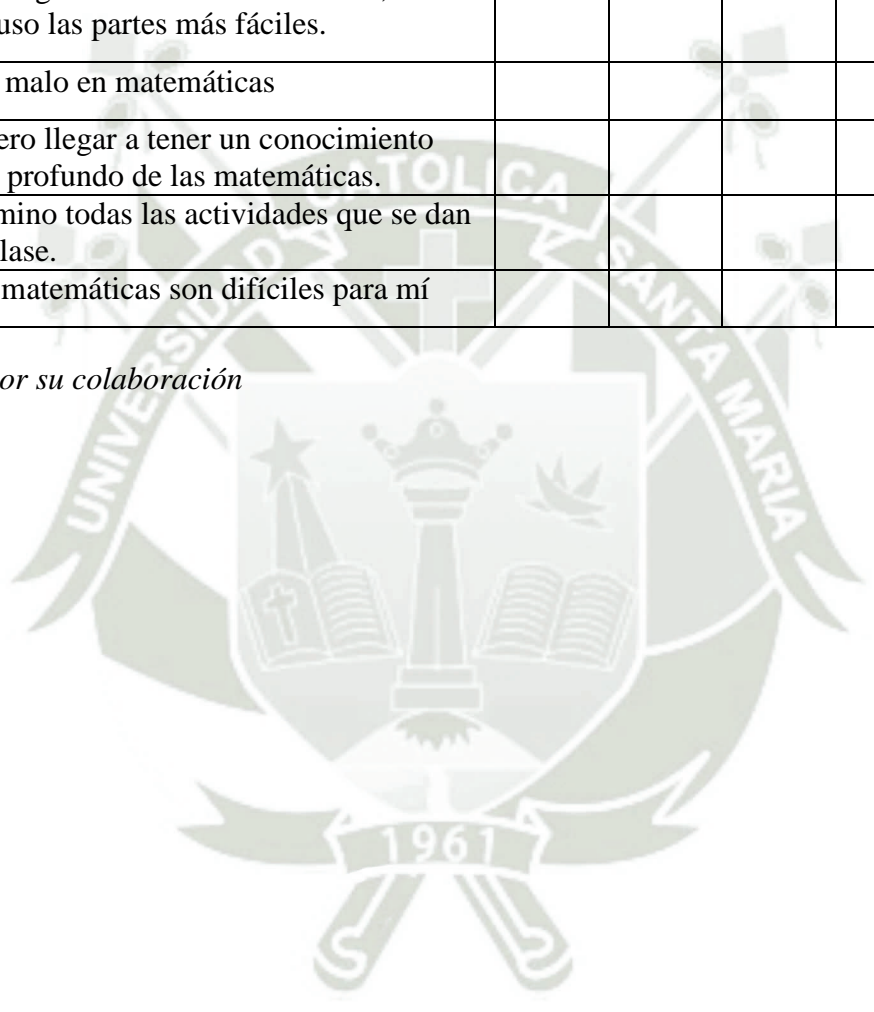 uso las partes más fáciles.
malo en matemáticas
ero llegar a tener un conocimiento
profundo de las matemáticas.
mino todas las actividades que se dan
lase.
matemáticas son difíciles para mí
or su colaboración
UNIVERSIDAD CATOLICA SANTA MARIA
1961